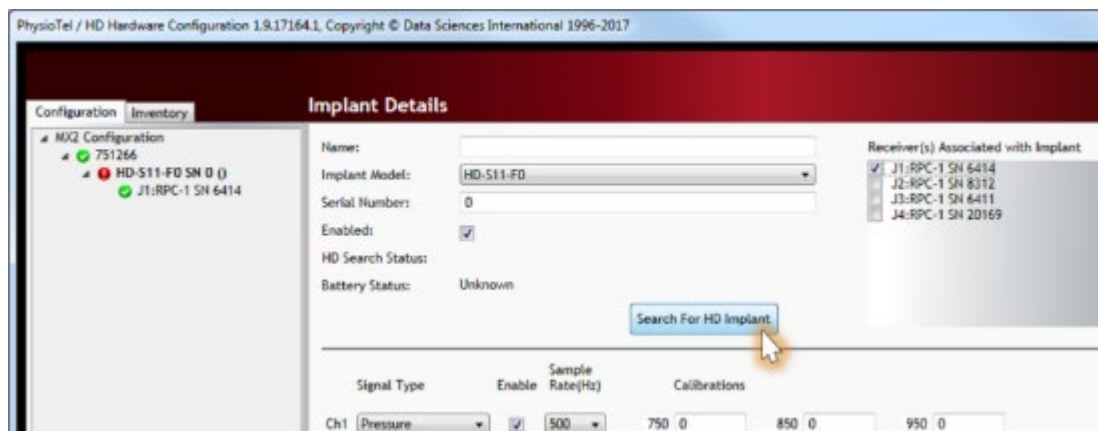 PhysioTel / HD Hardware Configuration 1.9.17164.1, Copyright © Data Sciences International 1996-2017
Configuration Inventory
MX2 Configuration
751266
HD-S11-F0 SN 0 ()
J1:RPC-1 SN 6414
Implant Details
Name:
Implant Model: HD-S11-F0
Serial Number: 0
Enabled:
HD Search Status:
Battery Status: Unknown
Search For HD Implant
Receiver(s) Associated with Implant
J1:RPC-1 SN 6414
J2:RPC-1 SN 8312
J3:RPC-1 SN 6411
J4:RPC-1 SN 20169
Signal Type Enable Sample Rate(Hz) Calibrations
Ch1 Pressure 500 750 0 850 0 950 0